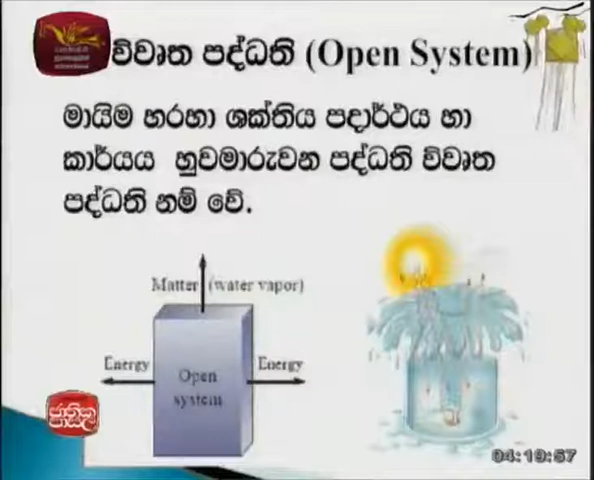 විවෘත පද්ධති (Open System)
මායිම හරහා ශක්තිය පදාර්ථය හා
කාර්යය හුවමාරුවන පද්ධති විවෘත
පද්ධති නම් වේ.
Matter (water vapor)
Energy Energy
Open
system
ජාතික
පාසල
04:19:57